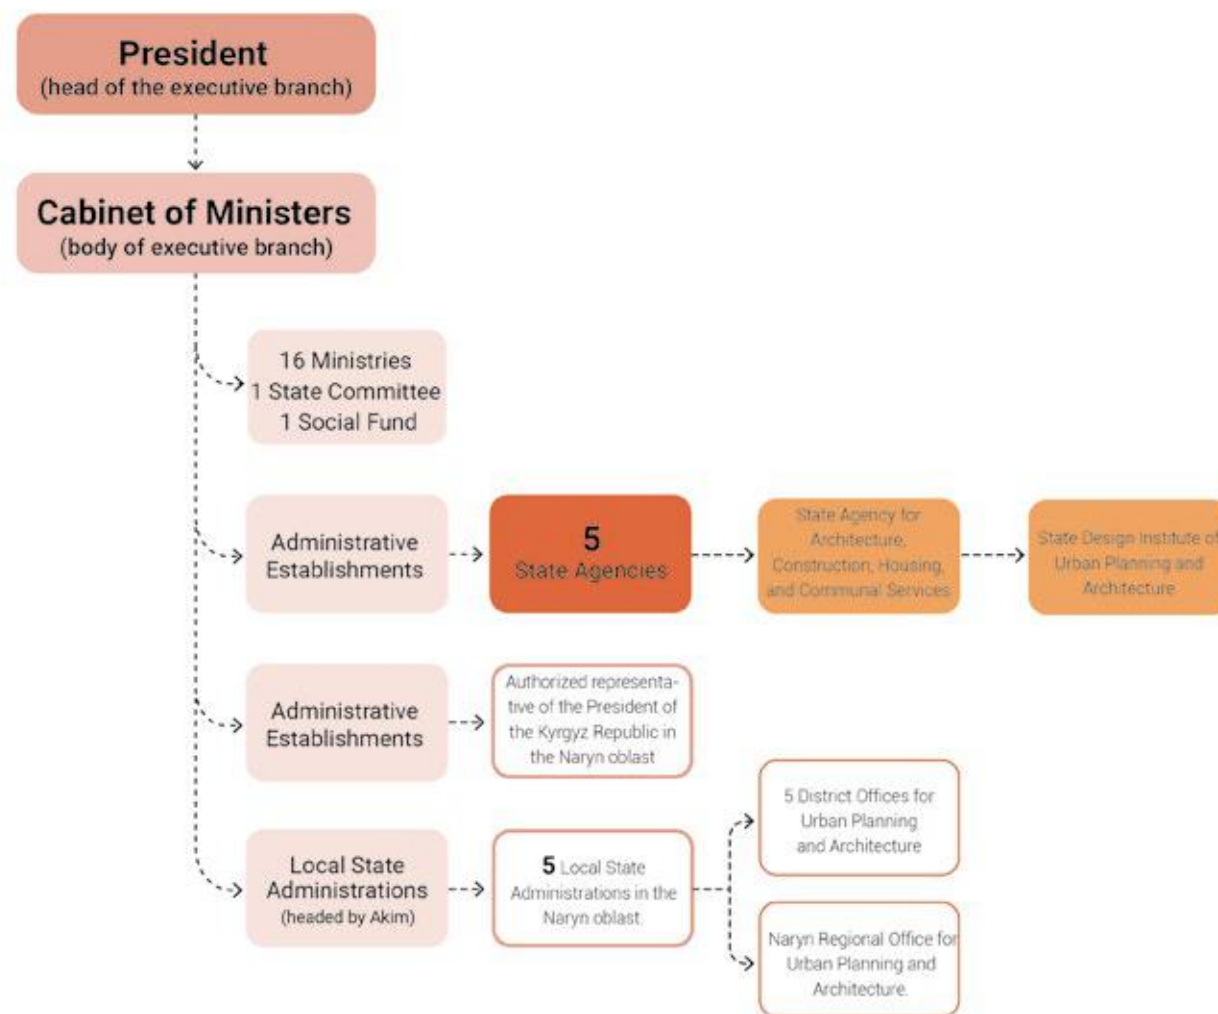 President
(head of the executive branch)
Cabinet of Ministers
(body of executive branch)
16 Ministries
1 State Committee
1 Social Fund
Administrative
Establishments
5
State Agencies
State Agency for
Architecture,
Construction, Housing,
and Communal Services
State Design Institute of
Urban Planning and
Architecture
Administrative
Establishments
Authorized representa-
tive of the President of
the Kyrgyz Republic in
the Naryn oblast
Local State
Administrations
(headed by Akim)
5 Local State
Administrations in the
Naryn oblast.
5 District Offices for
Urban Planning
and Architecture
Naryn Regional Office for
Urban Planning and
Architecture.